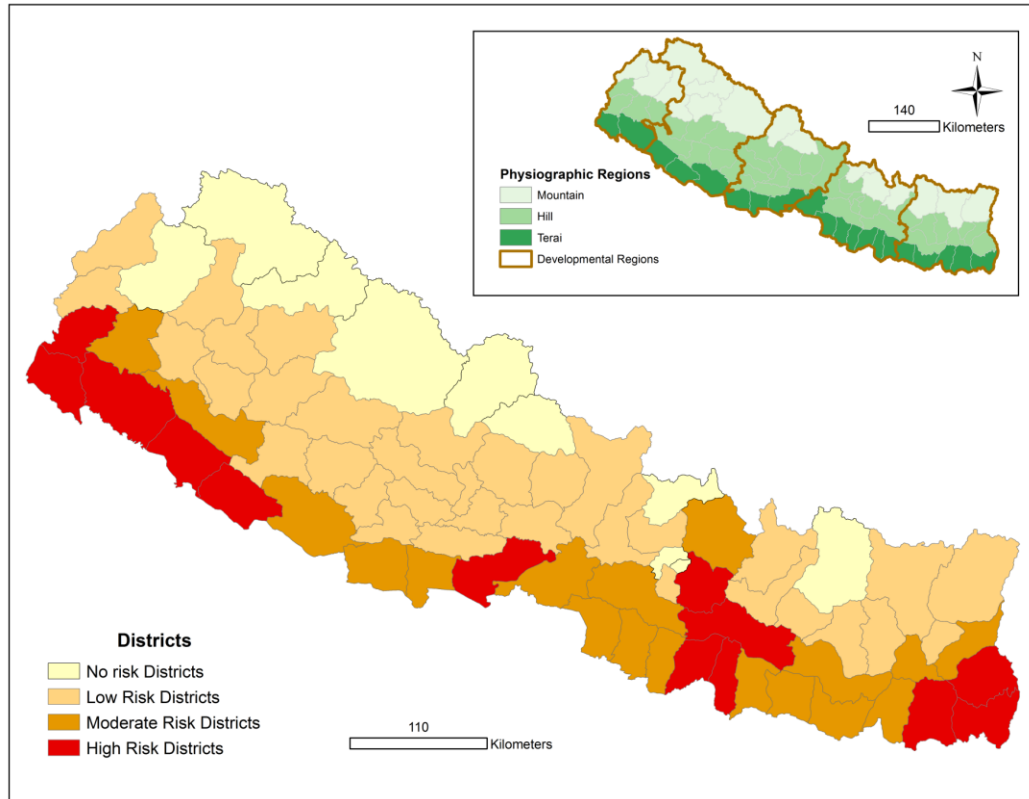 N
140
Kilometers
Physiographic Regions
Mountain
Hill
Terai
Developmental Regions
Districts
No risk Districts
Low Risk Districts
Moderate Risk Districts
High Risk Districts
110
Kilometers